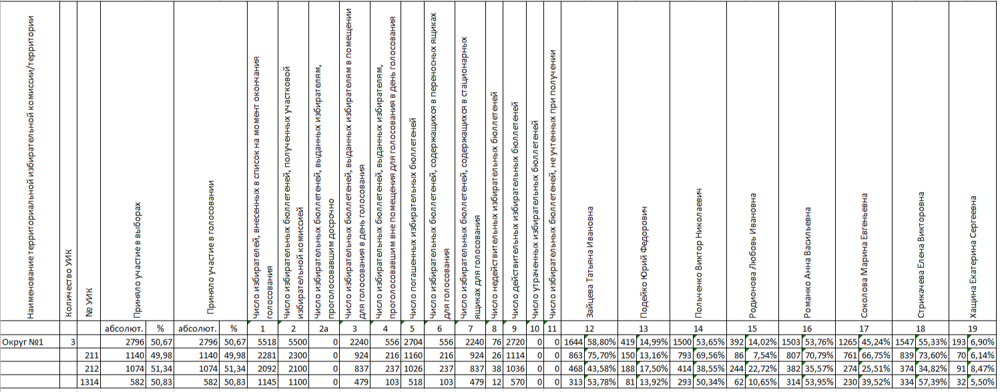 Наименование территориальной избирательной комиссии/территории
Количество УИК
№ УИК
Приняло участие в выборах
Приняло участие в голосовании
Число избирателей, внесенных в список на момент окончания
голосования
Число избирательных бюллетеней, полученных участковой
избирательной комиссией
Число избирательных бюллетеней, выданных избирателям,
проголосовавшим досрочно
Число избирательных бюллетеней, выданных избирателям в помещении
для голосования в день голосования
Число избирательных бюллетеней, выданных избирателям,
проголосовавшим вне помещения для голосования в день голосования
Число погашенных избирательных бюллетеней
Число избирательных бюллетеней, содержащихся в переносных ящиках
для голосования
Число избирательных бюллетеней, содержащихся в стационарных
ящиках для голосования
Число недействительных избирательных бюллетеней
Число действительных избирательных бюллетеней
Число утраченных избирательных бюллетеней
Число избирательных бюллетеней, не учтенных при получении
Зайцева Татьяна Ивановна
Подейко Юрий Федорович
Польченко Виктор Николаевич
Родионова Любовь Ивановна
Романко Анна Васильевна
Соколова Марина Евгеньевна
Стрикачева Елена Викторовна
Хащина Екатерина Сергеевна
абсолют. % абсолют. % 1 2 2а 3 4 5 6 7 8 9 10 11 12 13 14 15 16 17 18 19
Округ №1 3 2796 50,67 2796 50,67 5518 5500 0 2240 556 2704 556 2240 76 2720 0 0 1644 58,80% 419 14,99% 1500 53,65% 392 14,02% 1503 53,76% 1265 45,24% 1547 55,33% 193 6,90%
211 1140 49,98 1140 49,98 2281 2300 0 924 216 1160 216 924 26 1114 0 0 863 75,70% 150 13,16% 793 69,56% 86 7,54% 807 70,79% 761 66,75% 839 73,60% 70 6,14%
212 1074 51,34 1074 51,34 2092 2100 0 837 237 1026 237 837 38 1036 0 0 468 43,58% 188 17,50% 414 38,55% 244 22,72% 382 35,57% 274 25,51% 374 34,82% 91 8,47%
1314 582 50,83 582 50,83 1145 1100 0 479 103 518 103 479 12 570 0 0 313 53,78% 81 13,92% 293 50,34% 62 10,65% 314 53,95% 230 39,52% 334 57,39% 32 5,50%